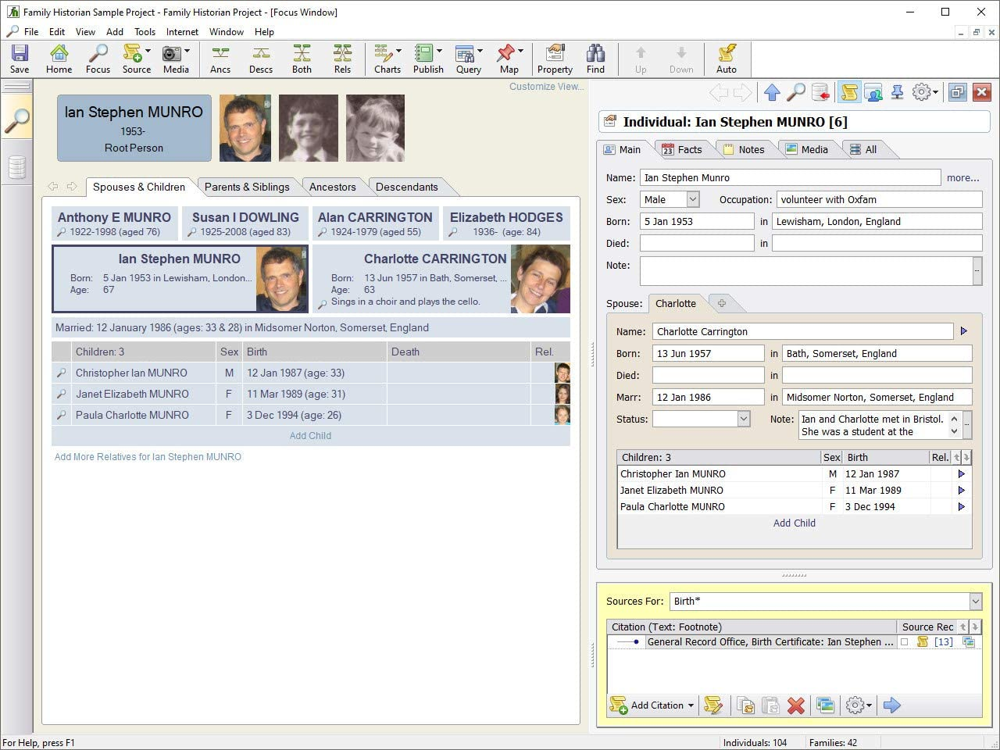 Family Historian Sample Project - Family Historian Project - [Focus Window]
File Edit View Add Tools Internet Window Help
Save Home Focus Source Media Ancs Descs Both Rels Charts Publish Query Map Property Find Up Down Auto
Customize View...
Ian Stephen MUNRO
1953-
Root Person
Spouses & Children Parents & Siblings Ancestors Descendants
Anthony E MUNRO
1922-1998 (aged 76)
Susan I DOWLING
1925-2008 (aged 83)
Alan CARRINGTON
1924-1979 (aged 55)
Elizabeth HODGES
1936- (age: 84)
Ian Stephen MUNRO
Born: 5 Jan 1953 in Lewisham, London...
Age: 67
Charlotte CARRINGTON
Born: 13 Jun 1957 in Bath, Somerset, ...
Age: 63
Sings in a choir and plays the cello.
Married: 12 January 1986 (ages: 33 & 28) in Midsomer Norton, Somerset, England
Children: 3 Sex Birth Death Rel.
Christopher Ian MUNRO M 12 Jan 1987 (age: 33)
Janet Elizabeth MUNRO F 11 Mar 1989 (age: 31)
Paula Charlotte MUNRO F 3 Dec 1994 (age: 26)
Add Child
Add More Relatives for Ian Stephen MUNRO
Individual: Ian Stephen MUNRO [6]
Main 23 Facts Notes Media All
Name: Ian Stephen Munro more...
Sex: Male Occupation: volunteer with Oxfam
Born: 5 Jan 1953 in Lewisham, London, England
Died: in
Note: ...
Spouse: Charlotte
Name: Charlotte Carrington
Born: 13 Jun 1957 in Bath, Somerset, England
Died: in
Marr: 12 Jan 1986 in Midsomer Norton, Somerset, England
Status: Note: Ian and Charlotte met in Bristol. ...
She was a student at the
Children: 3 Sex Birth Rel.
Christopher Ian MUNRO M 12 Jan 1987
Janet Elizabeth MUNRO F 11 Mar 1989
Paula Charlotte MUNRO F 3 Dec 1994
Add Child
Sources For: Birth*
Citation (Text: Footnote) Source Rec
General Record Office, Birth Certificate: Ian Stephen ... [13]
Add Citation
For Help, press F1 Individuals: 104 Families: 42